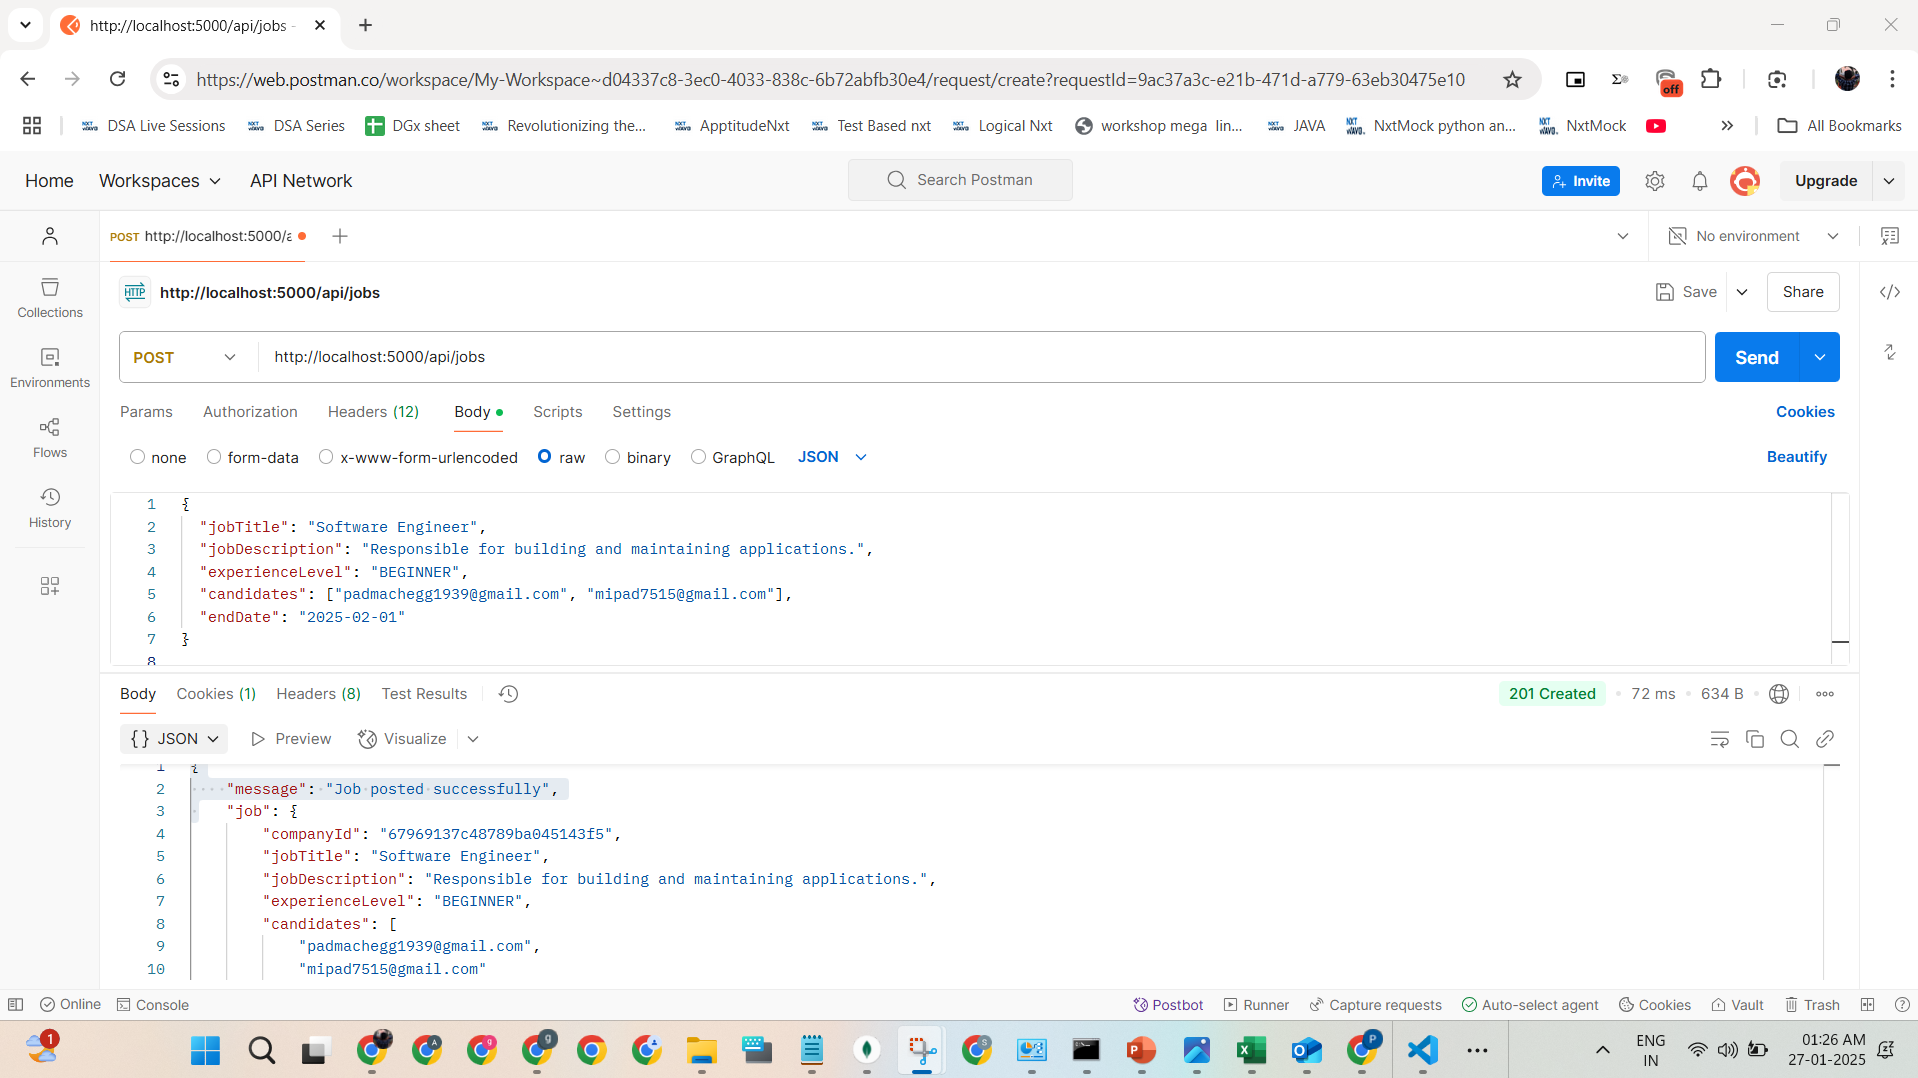 http://localhost:5000/api/jobs -
https://web.postman.co/workspace/My-Workspace~d04337c8-3ec0-4033-838c-6b72abfb30e4/request/create?requestId=9ac37a3c-e21b-471d-a779-63eb30475e10
off
DSA Live Sessions DSA Series DGx sheet Revolutionizing the... ApptitudeNxt Test Based nxt Logical Nxt workshop mega lin... JAVA NxtMock python an... NxtMock All Bookmarks
Home Workspaces API Network Search Postman Invite Upgrade
POST http://localhost:5000/a No environment
HTTP http://localhost:5000/api/jobs Save Share
Collections
POST http://localhost:5000/api/jobs Send
Environments
Params Authorization Headers (12) Body Scripts Settings Cookies
Flows
none form-data x-www-form-urlencoded raw binary GraphQL JSON Beautify
History
1 {
2 "jobTitle": "Software Engineer",
3 "jobDescription": "Responsible for building and maintaining applications.",
4 "experienceLevel": "BEGINNER",
5 "candidates": ["padmachegg1939@gmail.com", "mipad7515@gmail.com"],
6 "endDate": "2025-02-01"
7 }
8
Body Cookies (1) Headers (8) Test Results 201 Created 72 ms 634 B
{} JSON Preview Visualize
1 {
2 "message": "Job posted successfully",
3 "job": {
4 "companyId": "67969137c48789ba045143f5",
5 "jobTitle": "Software Engineer",
6 "jobDescription": "Responsible for building and maintaining applications.",
7 "experienceLevel": "BEGINNER",
8 "candidates": [
9 "padmachegg1939@gmail.com",
10 "mipad7515@gmail.com"
Online Console Postbot Runner Capture requests Auto-select agent Cookies Vault Trash
1 ENG IN 01:26 AM
27-01-2025